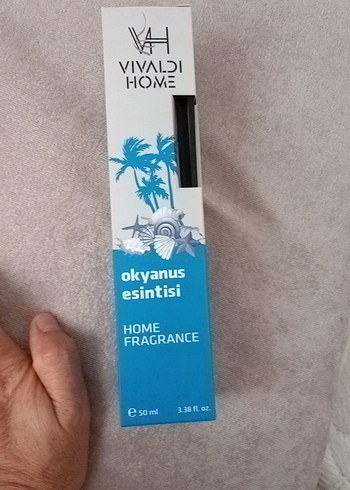 VH
VIVALDI
HOME
okyanus
esintisi
HOME
FRAGRANCE
e 50 ml 3.38 fl. oz.